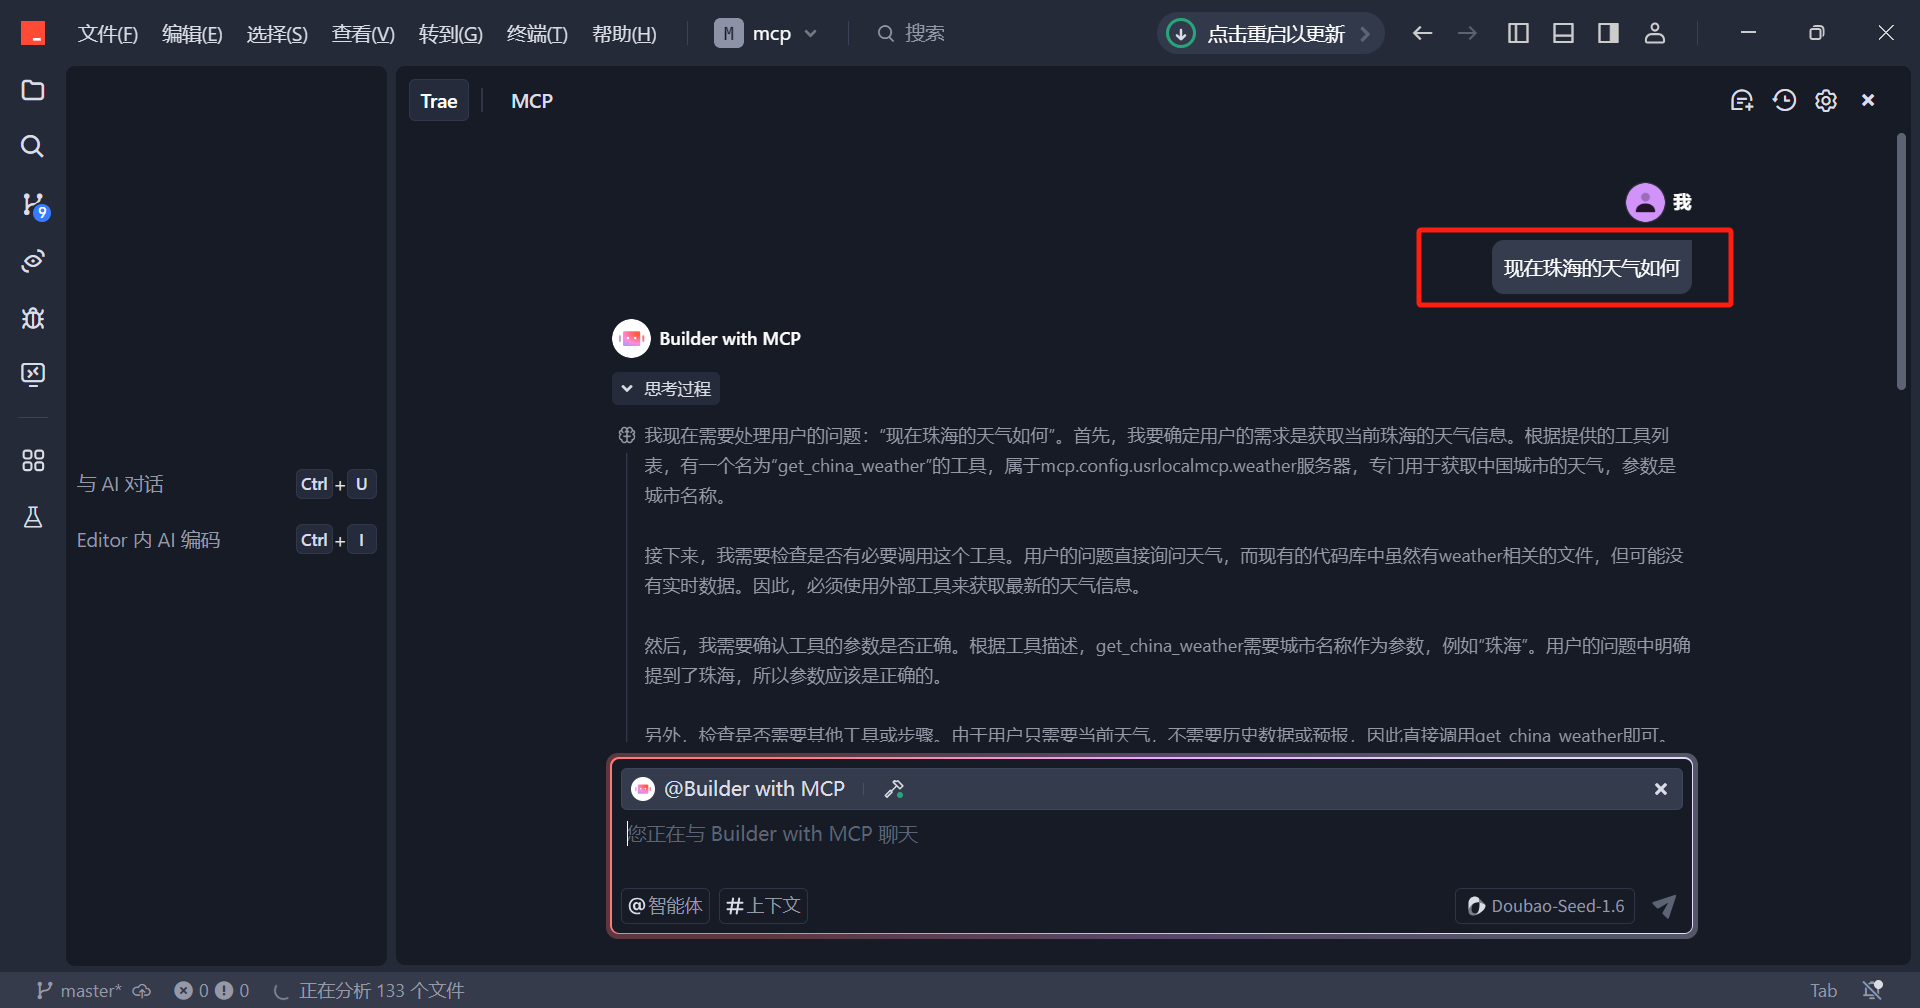 文件(F) 编辑(E) 选择(S) 查看(V) 转到(G) 终端(T) 帮助(H) M mcp 搜索 点击重启以更新
Trae MCP
9
我
现在珠海的天气如何
Builder with MCP
思考过程
我现在需要处理用户的问题：“现在珠海的天气如何”。首先，我要确定用户的需求是获取当前珠海的天气信息。根据提供的工具列
表，有一个名为“get_china_weather”的工具，属于mcp.config.usrlocalmcp.weather服务器，专门用于获取中国城市的天气，参数是
城市名称。
接下来，我需要检查是否有必要调用这个工具。用户的问题直接询问天气，而现有的代码库中虽然有weather相关的文件，但可能没
有实时数据。因此，必须使用外部工具来获取最新的天气信息。
然后，我需要确认工具的参数是否正确。根据工具描述，get_china_weather需要城市名称作为参数，例如“珠海”。用户的问题中明确
提到了珠海，所以参数应该是正确的。
另外，检查是否需要其他工具或步骤。由于用户只需要当前天气，不需要历史数据或预报，因此直接调用get_china_weather即可。
与 AI 对话 Ctrl + U
Editor 内 AI 编码 Ctrl + I
@Builder with MCP
您正在与 Builder with MCP 聊天
@智能体 #上下文 Doubao-Seed-1.6
master* 0 0 正在分析 133 个文件 Tab